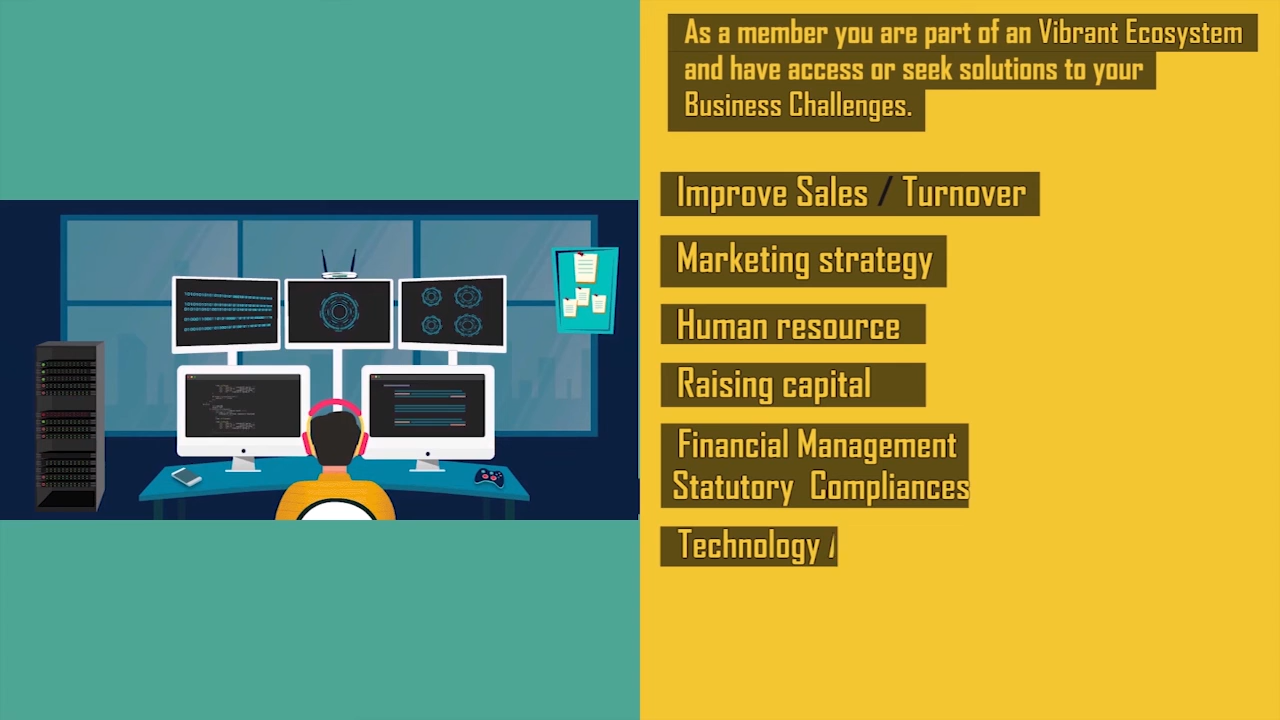 As a member you are part of an Vibrant Ecosystem
and have access or seek solutions to your
Business Challenges.
Improve Sales / Turnover
Marketing strategy
Human resource
Raising capital
Financial Management
Statutory Compliances
Technology